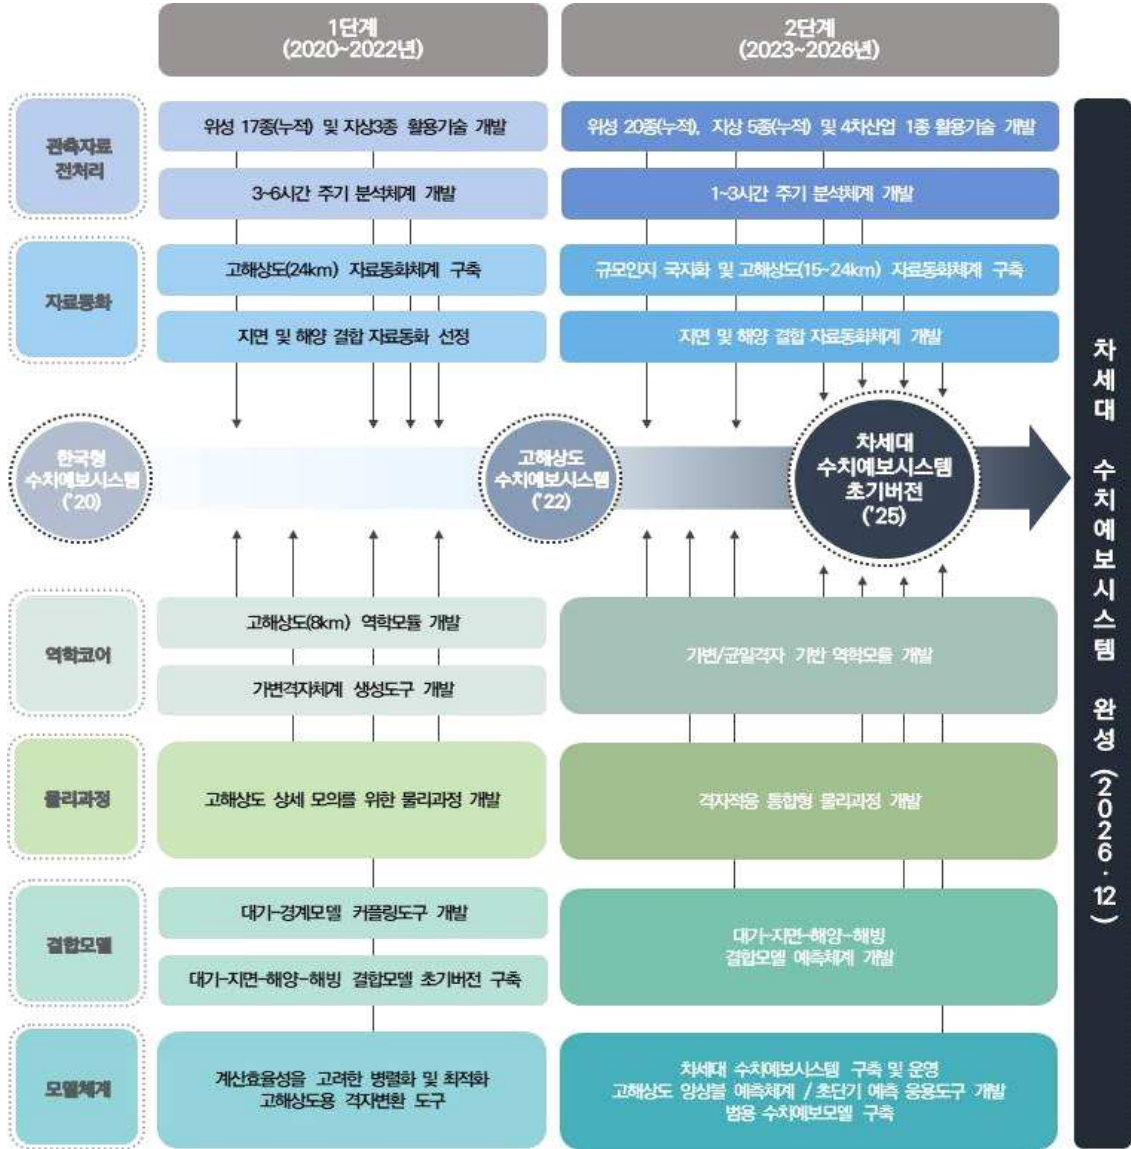 1단계
(2020~2022년)
2단계
(2023~2026년)
관측자료
전처리
위성 17종(누적) 및 지상3종 활용기술 개발
위성 20종(누적), 지상 5종(누적) 및 4차산업 1종 활용기술 개발
3~6시간 주기 분석체계 개발
1~3시간 주기 분석체계 개발
자료동화
고해상도(24km) 자료동화체계 구축
규모인지 국지화 및 고해상도(15~24km) 자료동화체계 구축
지면 및 해양 결합 자료동화 선정
지면 및 해양 결합 자료동화체계 개발
한국형
수치예보시스템
('20)
고해상도
수치예보시스템
('22)
차세대
수치예보시스템
초기버전
('25)
역학코어
고해상도(8km) 역학모듈 개발
가변격자체계 생성도구 개발
가변/균일격자 기반 역학모듈 개발
물리과정
고해상도 상세 모의를 위한 물리과정 개발
격자적응 통합형 물리과정 개발
결합모델
대기-경계모델 커플링도구 개발
대기-지면-해양-해빙 결합모델 초기버전 구축
대기-지면-해양-해빙
결합모델 예측체계 개발
모델체계
계산효율성을 고려한 병렬화 및 최적화
고해상도용 격자변환 도구
차세대 수치예보시스템 구축 및 운영
고해상도 앙상블 예측체계 / 초단기 예측 응용도구 개발
범용 수치예보모델 구축
차세대 수치예보시스템 완성 (2026·12)